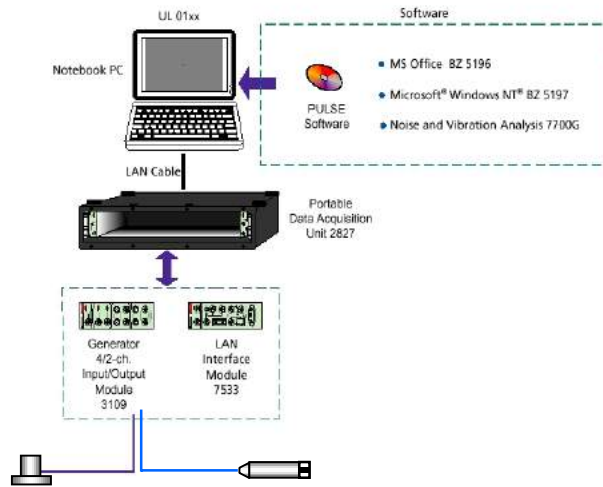 UL 01xx
Software
Notebook PC
PULSE
Software
MS Office BZ 5196
Microsoft® Windows NT® BZ 5197
Noise and Vibration Analysis 7700G
LAN Cable
Portable
Data Acquisition
Unit 2827
Generator
4/2-ch.
Input/Output
Module
3109
LAN
Interface
Module
7533